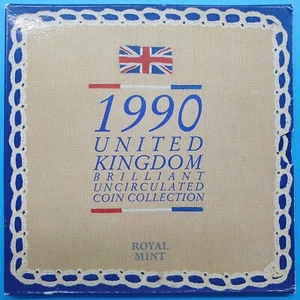 1990
UNITED
KINGDOM
BRILLIANT
UNCIRCULATED
COIN COLLECTION
ROYAL
MINT